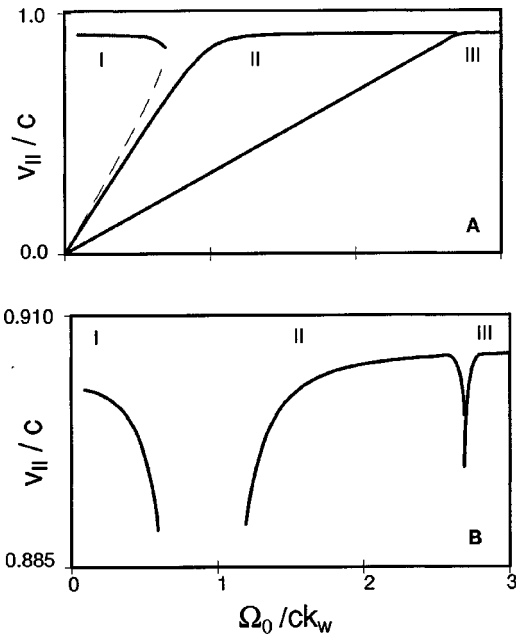 1.0
I
II
III
v|| / c
A
0.0
0.910
I
II
III
v|| / c
B
0.885
0
1
2
3
Ω₀ /ckw